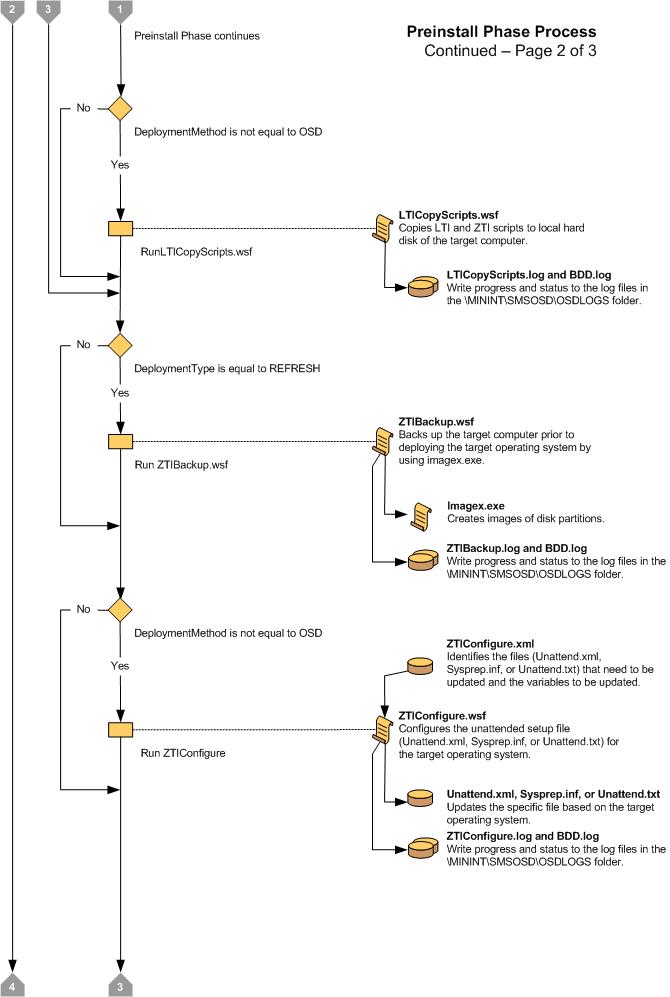 2
3
1
Preinstall Phase Process
Continued – Page 2 of 3
Preinstall Phase continues
No
DeploymentMethod is not equal to OSD
Yes
LTICopyScripts.wsf
Copies LTI and ZTI scripts to local hard
disk of the target computer.
RunLTICopyScripts.wsf
LTICopyScripts.log and BDD.log
Write progress and status to the log files in
the \MININT\SMSOSD\OSDLOGS folder.
No
DeploymentType is equal to REFRESH
Yes
ZTIBackup.wsf
Backs up the target computer prior to
deploying the target operating system by
using imagex.exe.
Run ZTIBackup.wsf
Imagex.exe
Creates images of disk partitions.
ZTIBackup.log and BDD.log
Write progress and status to the log files in the
\MININT\SMSOSD\OSDLOGS folder.
No
DeploymentMethod is not equal to OSD
Yes
ZTIConfigure.xml
Identifies the files (Unattend.xml,
Sysprep.inf, or Unattend.txt) that need to be
updated and the variables to be updated.
ZTIConfigure.wsf
Configures the unattended setup file
(Unattend.xml, Sysprep.inf, or Unattend.txt) for
the target operating system.
Run ZTIConfigure
Unattend.xml, Sysprep.inf, or Unattend.txt
Updates the specific file based on the target
operating system.
ZTIConfigure.log and BDD.log
Write progress and status to the log files in the
\MININT\SMSOSD\OSDLOGS folder.
4
3